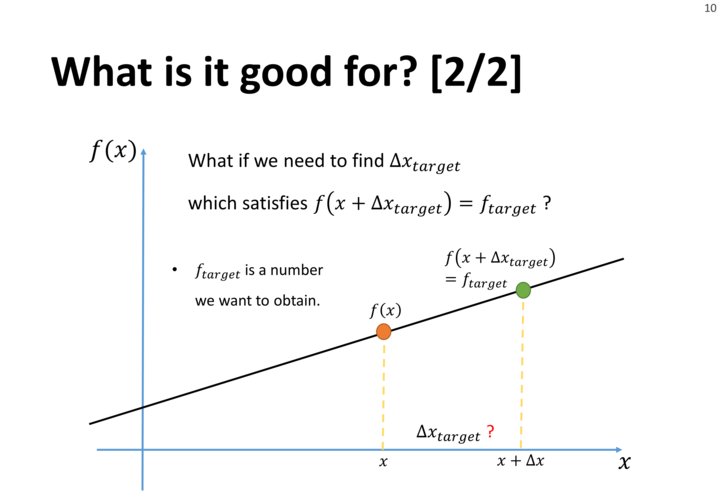 10
What is it good for? [2/2]
f(x)
What if we need to find Δx_target
which satisfies f(x + Δx_target) = f_target ?
• f_target is a number
we want to obtain.
f(x + Δx_target)
= f_target
f(x)
Δx_target ?
x
x + Δx
x